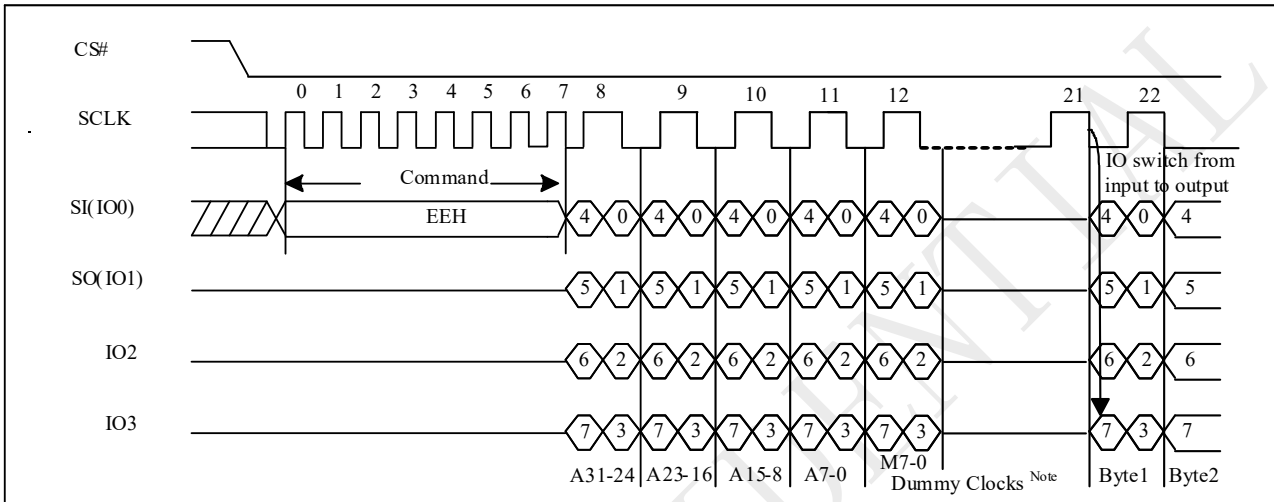 CS#
0 1 2 3 4 5 6 7 8 9 10 11 12 21 22
SCLK
Command
IO switch from
input to output
SI(IO0)
EEH
4 0 4 0 4 0 4 0 4 0 4 0 4
SO(IO1)
5 1 5 1 5 1 5 1 5 1 5 1 5
IO2
6 2 6 2 6 2 6 2 6 2 6 2 6
IO3
7 3 7 3 7 3 7 3 7 3 7 3 7
A31-24 A23-16 A15-8 A7-0 M7-0 Dummy Clocks Note Byte1 Byte2